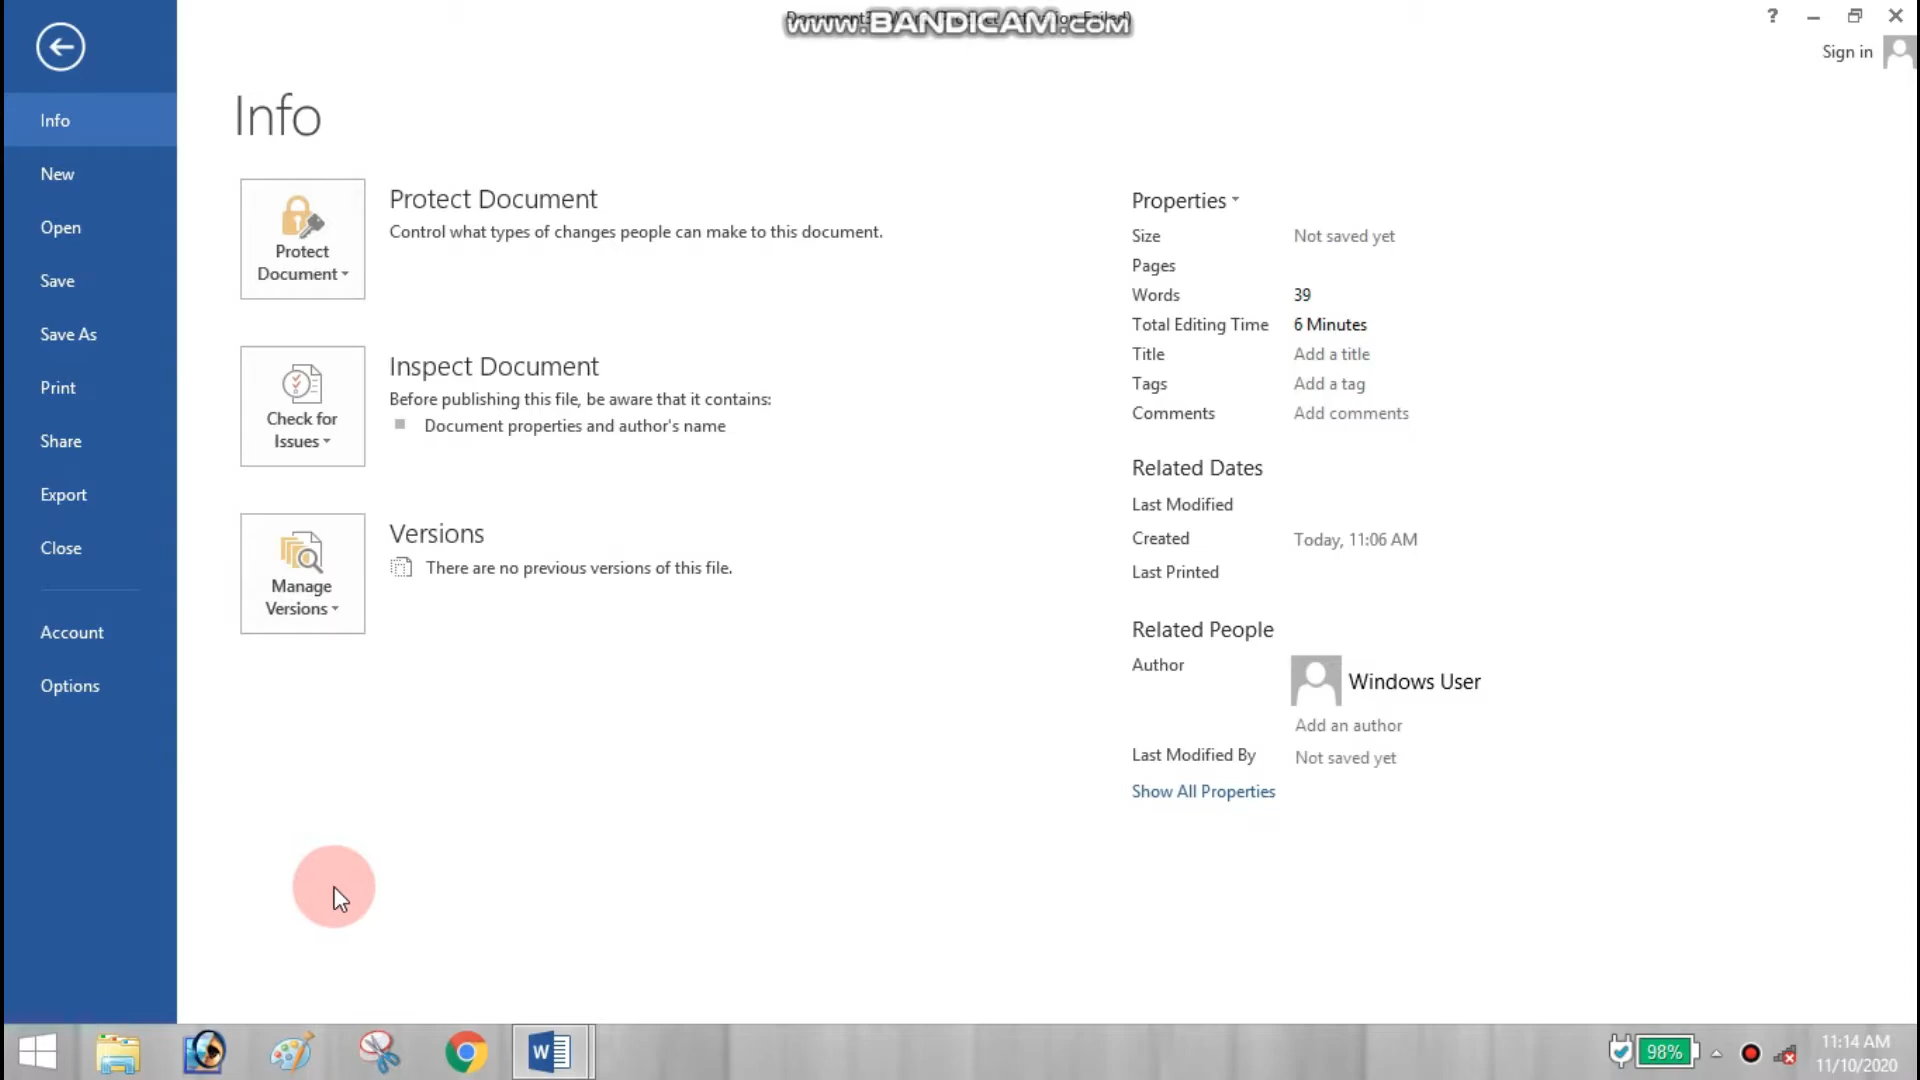 www.BANDICAM.com
?
Sign in
Info
New
Open
Save
Save As
Print
Share
Export
Close
Account
Options
Info
Protect
Document
Protect Document
Control what types of changes people can make to this document.
Check for
Issues
Inspect Document
Before publishing this file, be aware that it contains:
Document properties and author's name
Manage
Versions
Versions
There are no previous versions of this file.
Properties
Size Not saved yet
Pages
Words 39
Total Editing Time 6 Minutes
Title Add a title
Tags Add a tag
Comments Add comments
Related Dates
Last Modified
Created Today, 11:06 AM
Last Printed
Related People
Author
Windows User
Add an author
Last Modified By Not saved yet
Show All Properties
W
98%
11:14 AM
11/10/2020